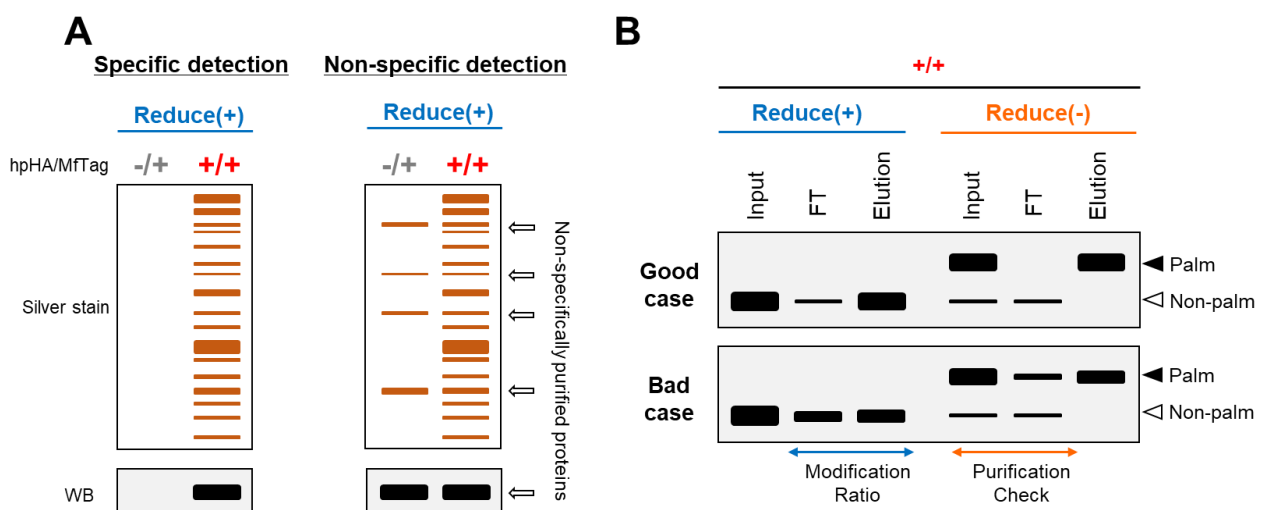 A
Specific detection
Non-specific detection
Reduce(+)
Reduce(+)
hpHA/MfTag
-/+
+/+
-/+
+/+
Silver stain
WB
Non-specifically purified proteins
B
+/+
Reduce(+)
Reduce(-)
Input
FT
Elution
Input
FT
Elution
Good
case
Palm
Non-palm
Bad
case
Palm
Non-palm
Modification
Ratio
Purification
Check